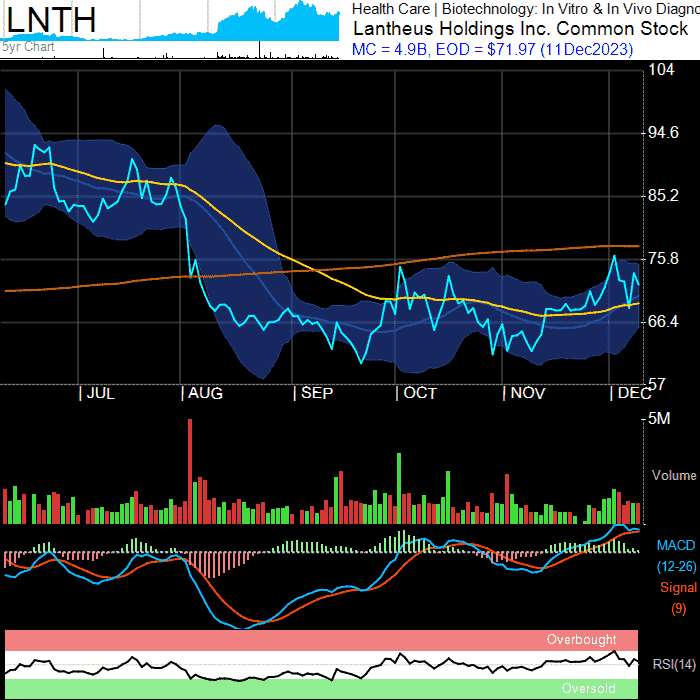 LNTH
5yr Chart
Health Care | Biotechnology: In Vitro & In Vivo Diagno
Lantheus Holdings Inc. Common Stock
MC = 4.9B, EOD = $71.97 (11Dec2023)
104
94.6
85.2
75.8
66.4
57
| JUL | AUG | SEP | OCT | NOV | DEC
5M
Volume
MACD
(12-26)
Signal
(9)
Overbought
RSI(14)
Oversold